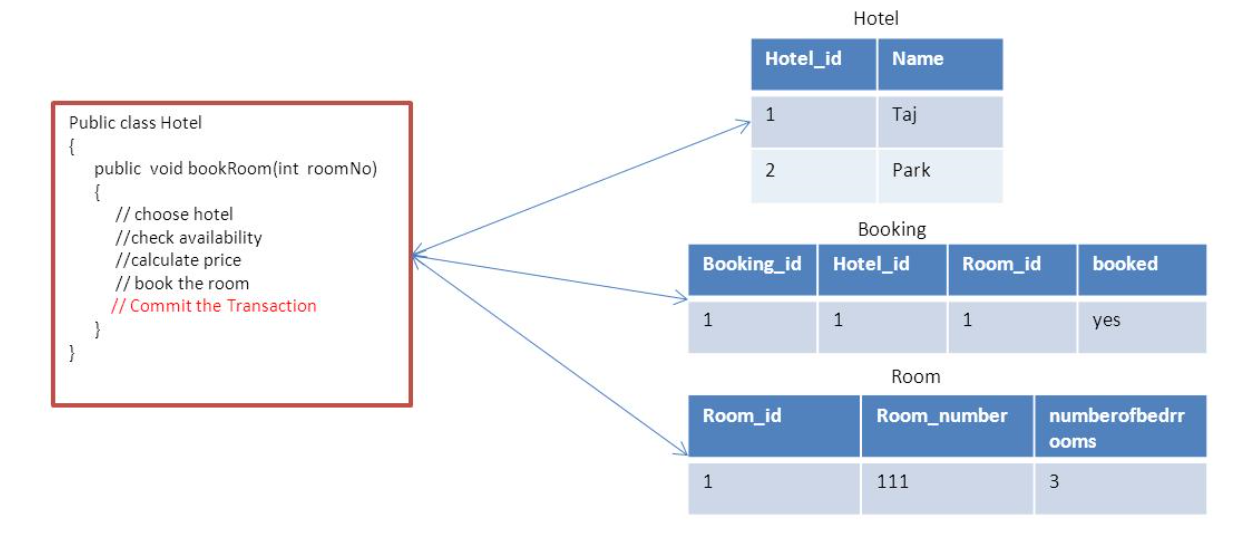 Public class Hotel
{
public void bookRoom(int roomNo)
{
// choose hotel
//check availability
//calculate price
// book the room
// Commit the Transaction
}
}
Hotel
Hotel_id Name
1 Taj
2 Park
Booking
Booking_id Hotel_id Room_id booked
1 1 1 yes
Room
Room_id Room_number numberofbedrr
ooms
1 111 3